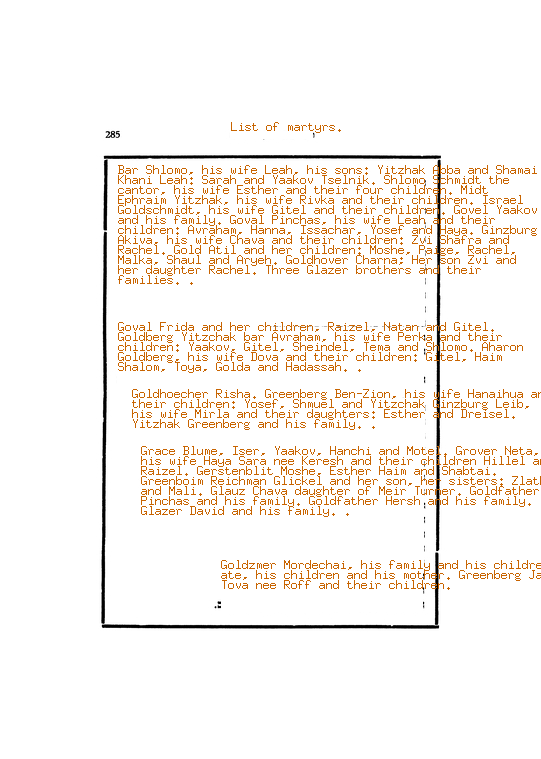 List of martyrs.
285
Bar Shlomo, his wife Leah, his sons: Yitzhak Abba and Shamai
Khani Leah: Sarah and Yaakov Tselnik. Shlomo Schmidt the
cantor, his wife Esther and their four children. Midt
Ephraim Yitzhak, his wife Rivka and their children. Israel
Goldschmidt, his wife Gitel and their children. Govel Yaakov
and his family. Goval Pinchas, his wife Leah and their
children: Avraham, Hanna, Issachar, Yosef and Haya. Ginzburg
Akiva, his wife Chava and their children: Zvi Shafra and
Rachel. Gold Atil and her children: Moshe, Paige, Rachel,
Malka, Shaul and Aryeh. Goldhover Charna: Her son Zvi and
her daughter Rachel. Three Glazer brothers and their
families. .
Goval Frida and her children, Raizel, Natan and Gitel.
Goldberg Yitzchak bar Avraham, his wife Perka and their
children: Yaakov, Gitel, Sheindel, Tema and Shlomo. Aharon
Goldberg, his wife Dova and their children: Gitel, Haim
Shalom, Toya, Golda and Hadassah. .
Goldhoecher Risha. Greenberg Ben-Zion, his wife Hanaihua
their children: Yosef, Shmuel and Yitzchak Ginzburg Leib,
his wife Mirla and their daughters: Esther and Dreisel.
Yitzhak Greenberg and his family. .
Grace Blume, Iser, Yaakov, Hanchi and Motel. Grover Neta,
his wife Haya Sara nee Keresh and their children Hillel
Raizel. Gerstenblit Moshe, Esther Haim and Shabtai.
Greenboim Reichman Glickel and her son, her sisters:
and Mali. Glauz Chava daughter of Meir Turner. Goldfather
Pinchas and his family. Goldfather Hersh and his family.
Glazer David and his family. .
Goldzmer Mordechai, his family and his
ate, his children and his mother. Greenberg
Tova nee Roff and their children.